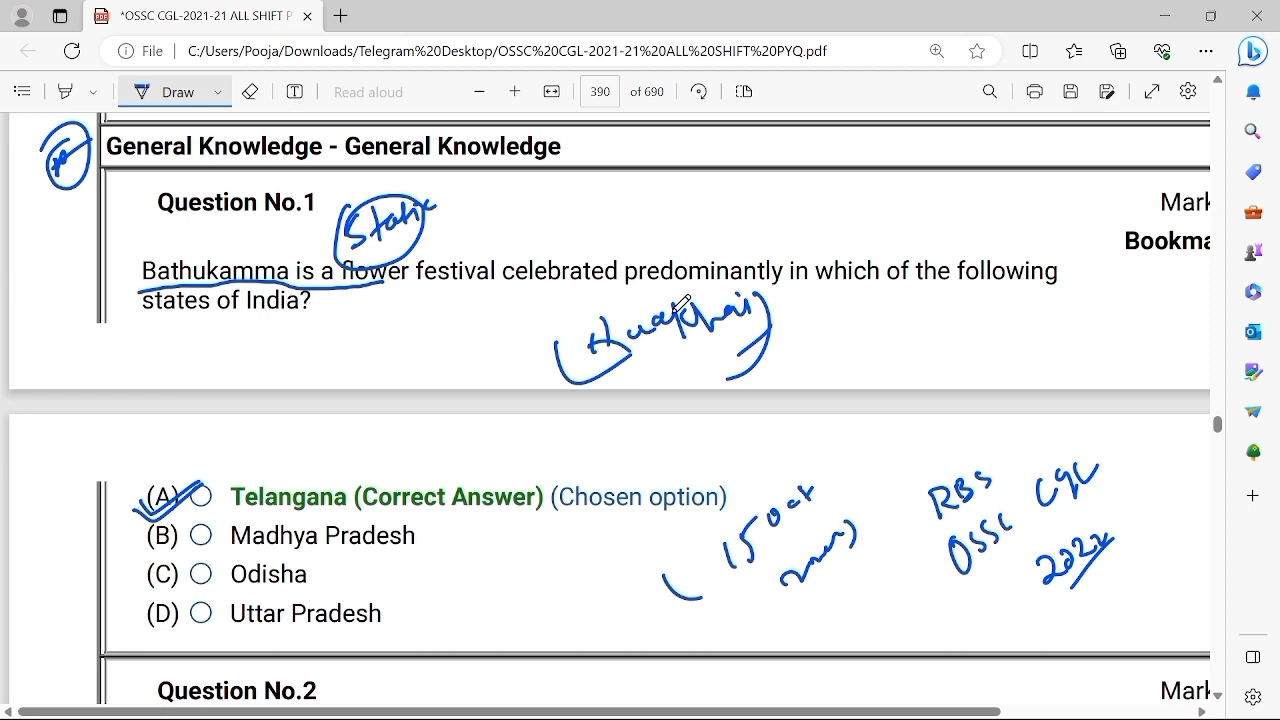 *OSSC CGL-2021-21 ALL SHIFT P
File C:/Users/Pooja/Downloads/Telegram%20Desktop/OSSC%20CGL-2021-21%20ALL%20SHIFT%20PYQ.pdf
Draw Read aloud 390 of 690
General Knowledge - General Knowledge
Question No.1 Mark
Static
Bookma
Bathukamma is a flower festival celebrated predominantly in which of the following
states of India?
(A) Telangana (Correct Answer) (Chosen option)
(B) Madhya Pradesh
(C) Odisha
(D) Uttar Pradesh
15 Oct
RBS CGL
OSSC
Question No.2 Mark